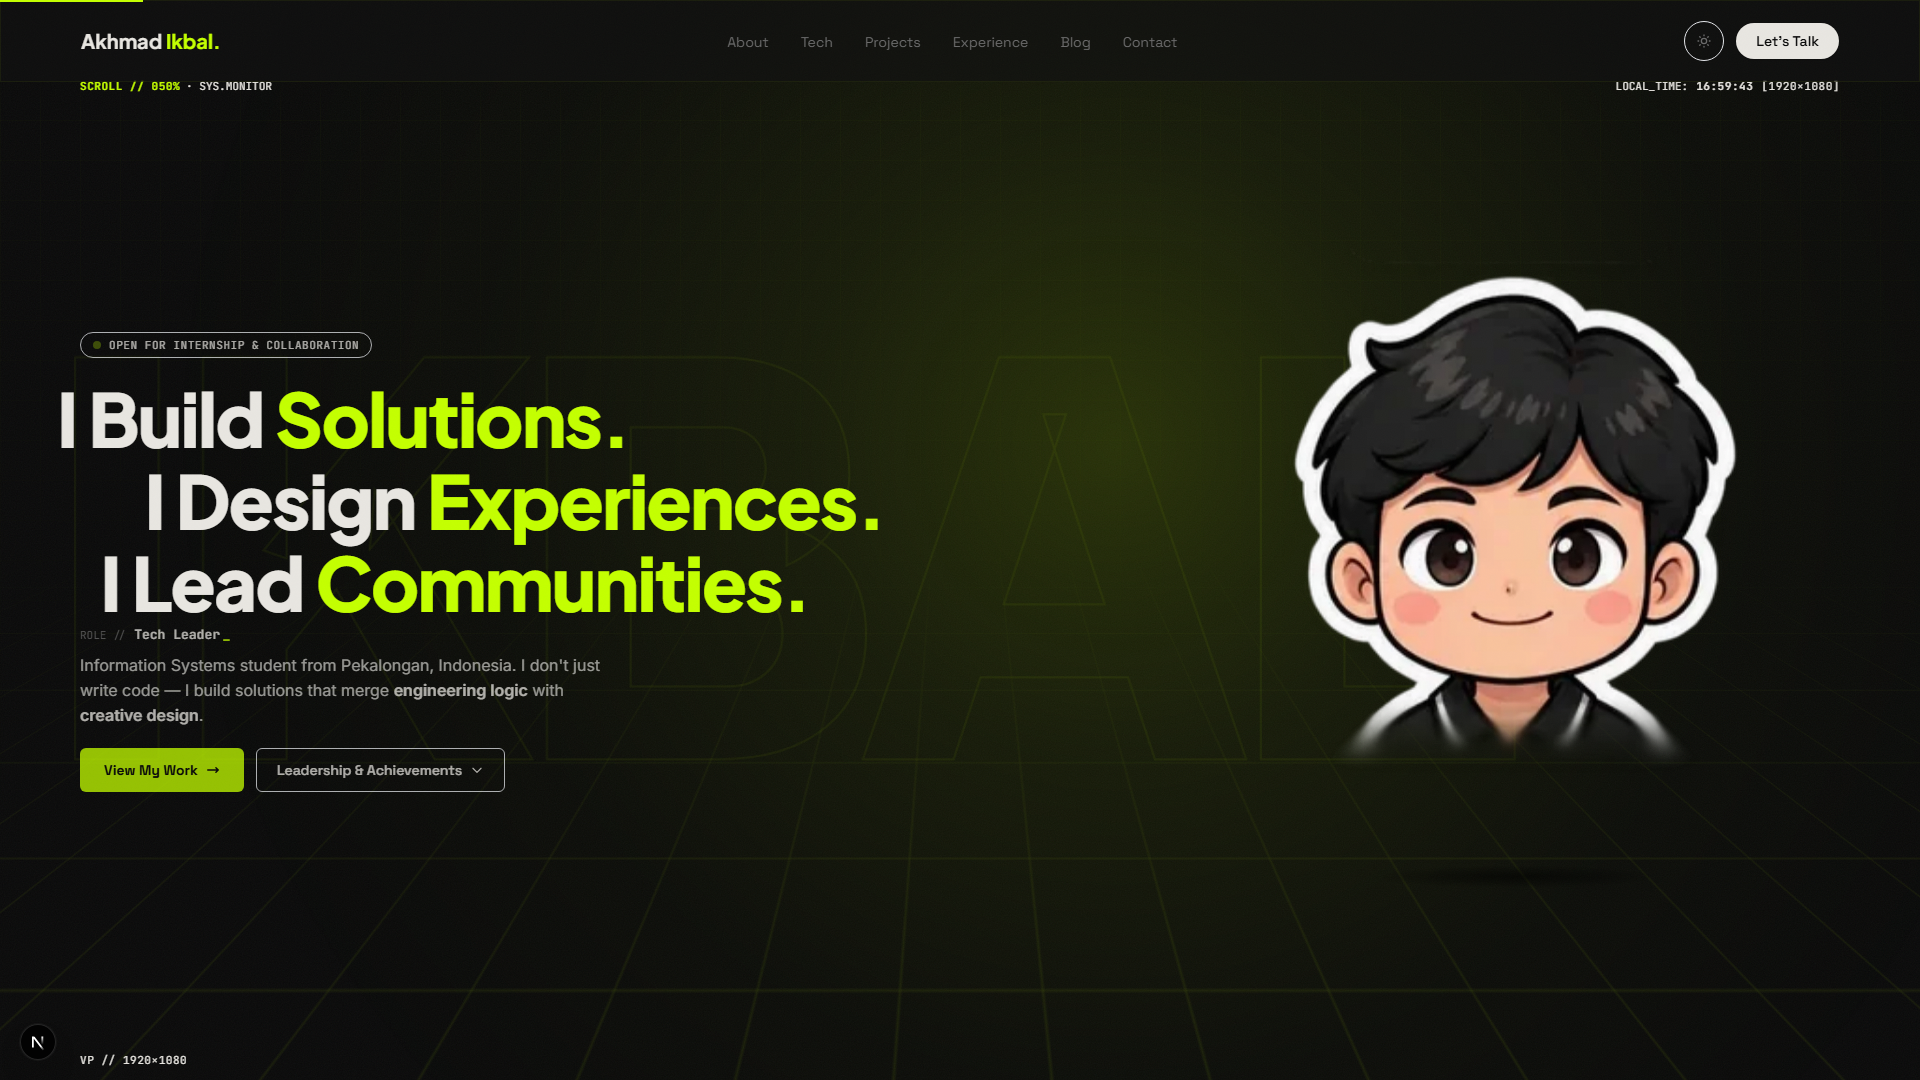 Akhmad Ikbal.
About Tech Projects Experience Blog Contact
Let's Talk
SCROLL // 050% · SYS.MONITOR
LOCAL_TIME: 16:59:43 [1920×1080]
OPEN FOR INTERNSHIP & COLLABORATION
I Build Solutions.
I Design Experiences.
I Lead Communities.
ROLE // Tech Leader_
Information Systems student from Pekalongan, Indonesia. I don't just
write code — I build solutions that merge engineering logic with
creative design.
View My Work →
Leadership & Achievements
IKBAL
N
VP // 1920×1080